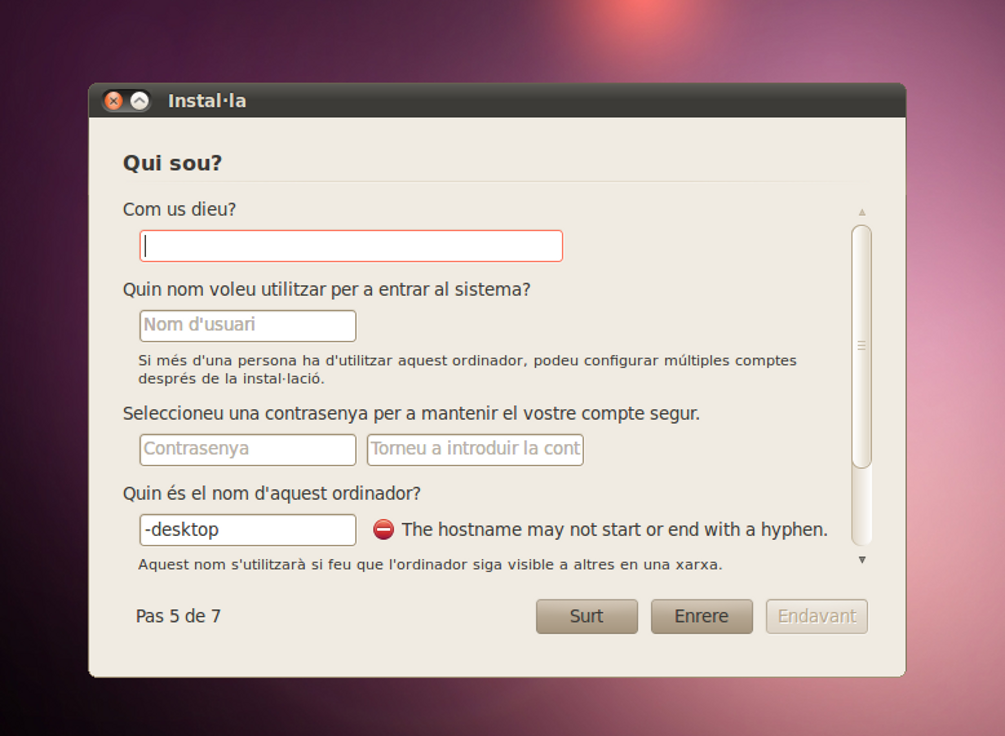 Instal·la
Qui sou?
Com us dieu?
Quin nom voleu utilitzar per a entrar al sistema?
Nom d'usuari
Si més d'una persona ha d'utilitzar aquest ordinador, podeu configurar múltiples comptes
després de la instal·lació.
Seleccioneu una contrasenya per a mantenir el vostre compte segur.
Contrasenya Torneu a introduir la cont
Quin és el nom d'aquest ordinador?
-desktop The hostname may not start or end with a hyphen.
Aquest nom s'utilitzarà si feu que l'ordinador siga visible a altres en una xarxa.
Pas 5 de 7 Surt Enrere Endavant